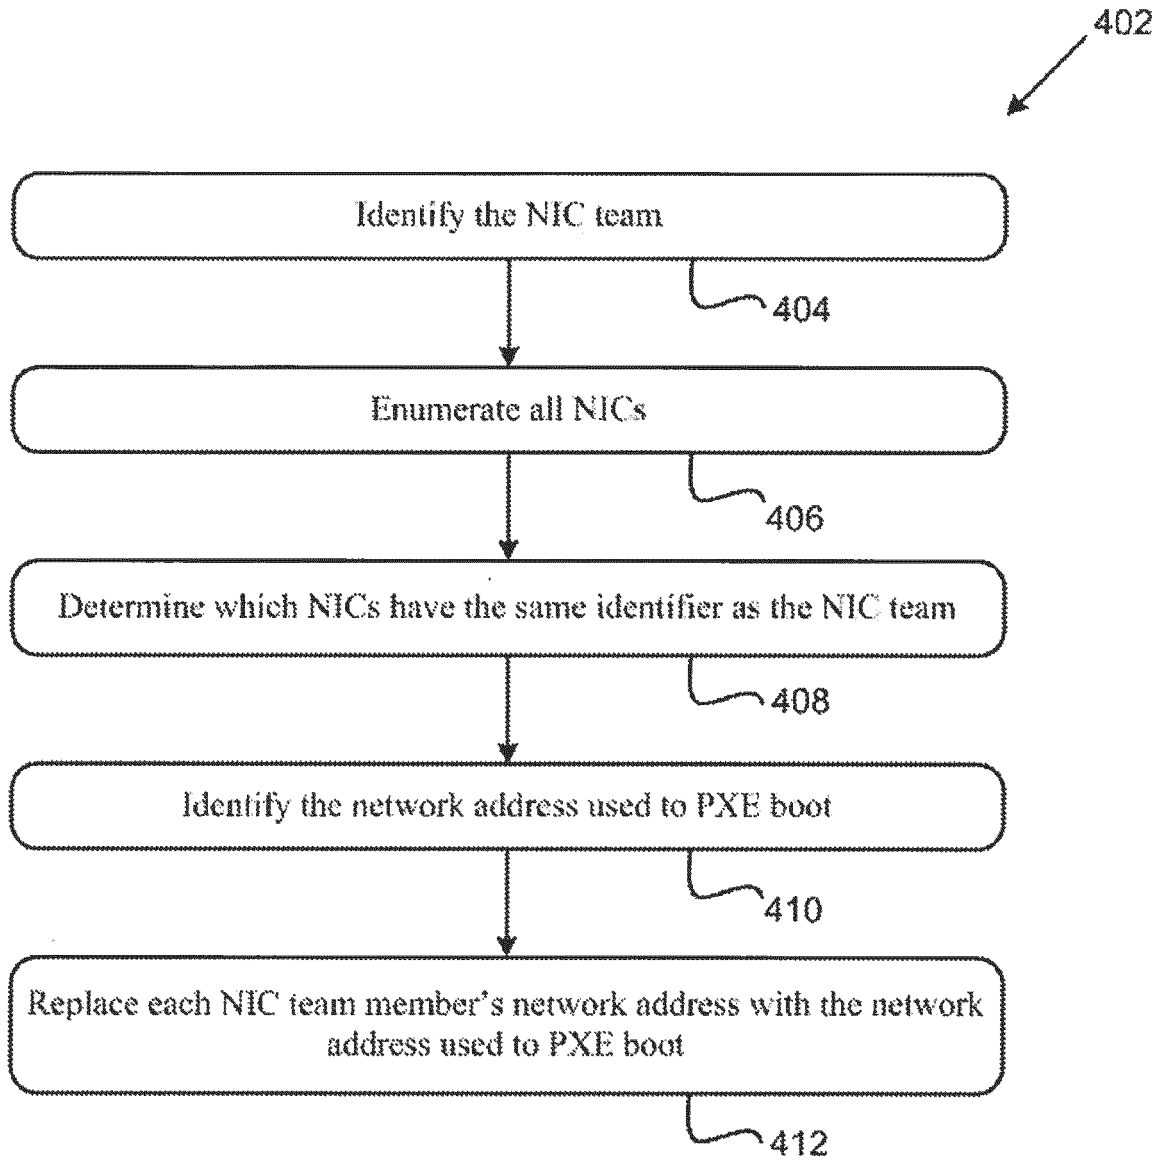 402
Identify the NIC team
404
Enumerate all NICs
406
Determine which NICs have the same identifier as the NIC team
408
Identify the network address used to PXE boot
410
Replace each NIC team member's network address with the network
address used to PXE boot
412